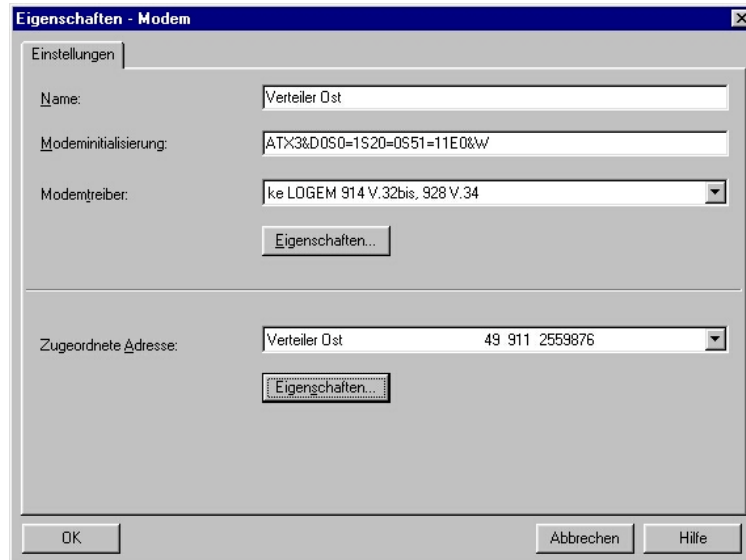 Eigenschaften - Modem
Einstellungen
Name: Verteiler Ost
Modeminitialisierung: ATX3&D0S0=1S20=0S51=11E0&W
Modemtreiber: ke LOGEM 914 V.32bis, 928 V.34
Eigenschaften...
Zugeordnete Adresse: Verteiler Ost 49 911 2559876
Eigenschaften...
OK Abbrechen Hilfe